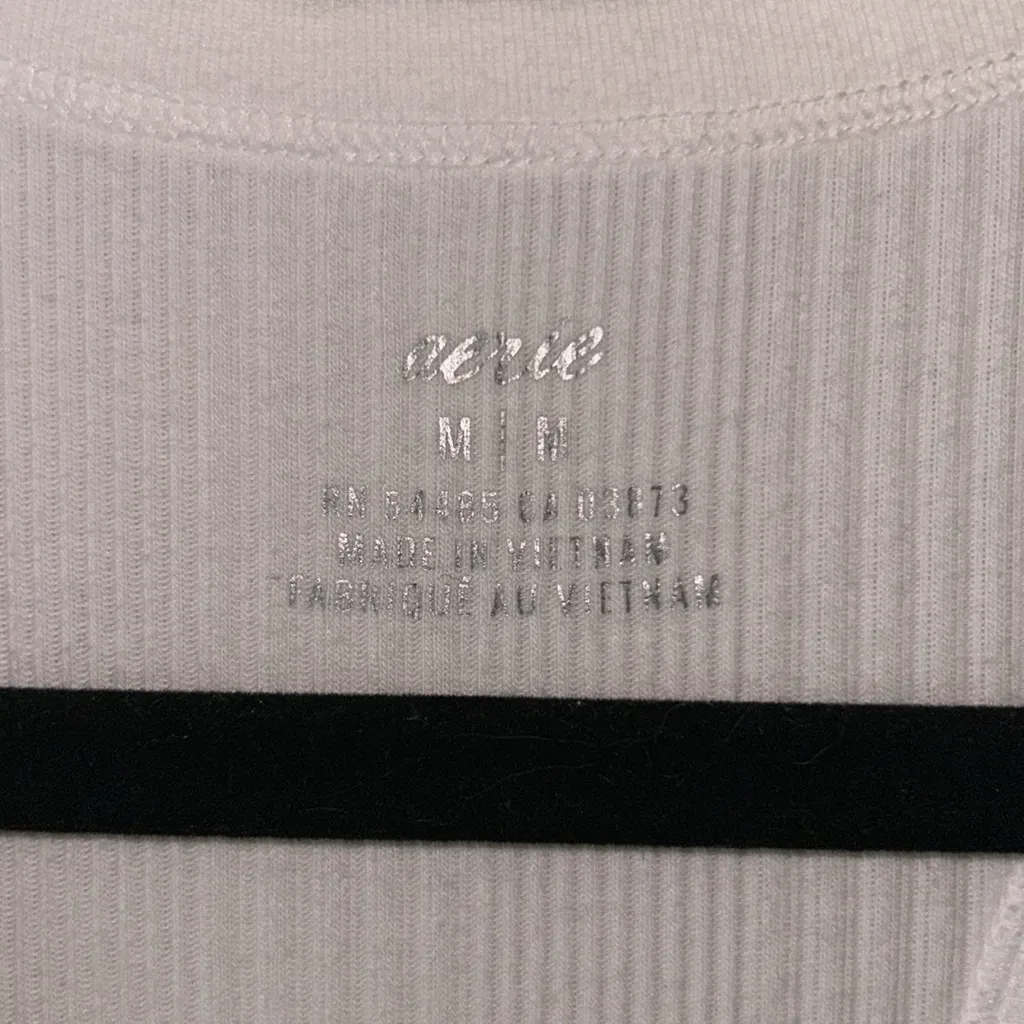 aerie
M | M
RN 54485 CA 03873
MADE IN VIETNAM
FABRIQUÉ AU VIETNAM